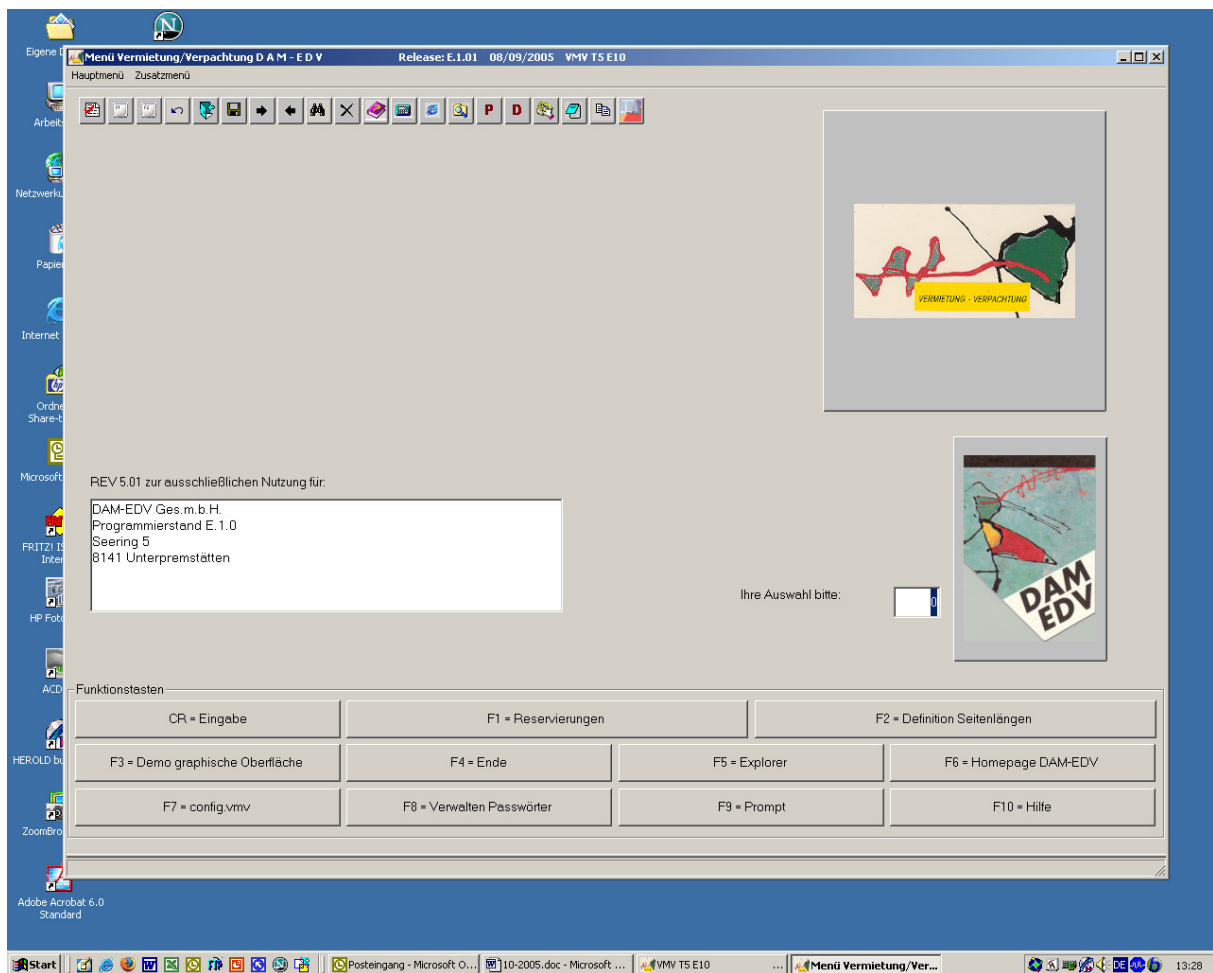 Eigene
Menü Vermietung/Verpachtung D A M - E D V Release: E.1.01 08/09/2005 VMV T5 E10
Hauptmenü Zusatzmenü
P D
Arbeits
Netzwerku
Papier
Internet
Ordne
Share-t
Microsoft
FRITZ! IS
Inter
HP Foto
ACD
HEROLD bu
ZoomBro
Adobe Acrobat 6.0
Standard
VERMIETUNG - VERPACHTUNG
REV 5.01 zur ausschließlichen Nutzung für:
DAM-EDV Ges.m.b.H.
Programmierstand E.1.0
Seering 5
8141 Unterpremstätten
Ihre Auswahl bitte: 0
DAM
EDV
Funktionstasten
CR = Eingabe F1 = Reservierungen F2 = Definition Seitenlängen
F3 = Demo graphische Oberfläche F4 = Ende F5 = Explorer F6 = Homepage DAM-EDV
F7 = config.vmv F8 = Verwalten Passwörter F9 = Prompt F10 = Hilfe
Start Posteingang - Microsoft O... 10-2005.doc - Microsoft ... VMV T5 E10 ... Menü Vermietung/Ver... DE 13:28